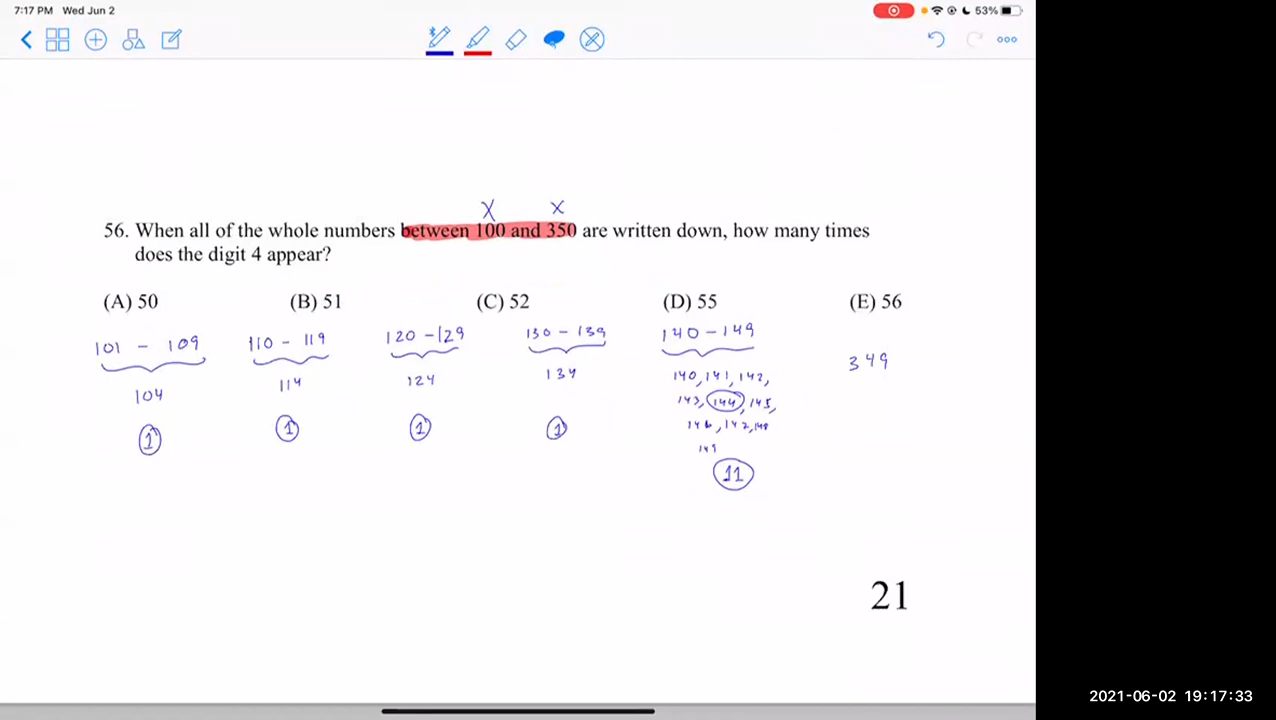 7:17 PM Wed Jun 2
53%
X X
56. When all of the whole numbers between 100 and 350 are written down, how many times
does the digit 4 appear?
(A) 50 (B) 51 (C) 52 (D) 55 (E) 56
101 - 109 110 - 119 120 - 129 130 - 139 140 - 149
104 114 124 134 140, 141, 142, 349
143, 144, 145,
146, 147, 148
149
1 1 1 1 11
21
2021-06-02 19:17:33